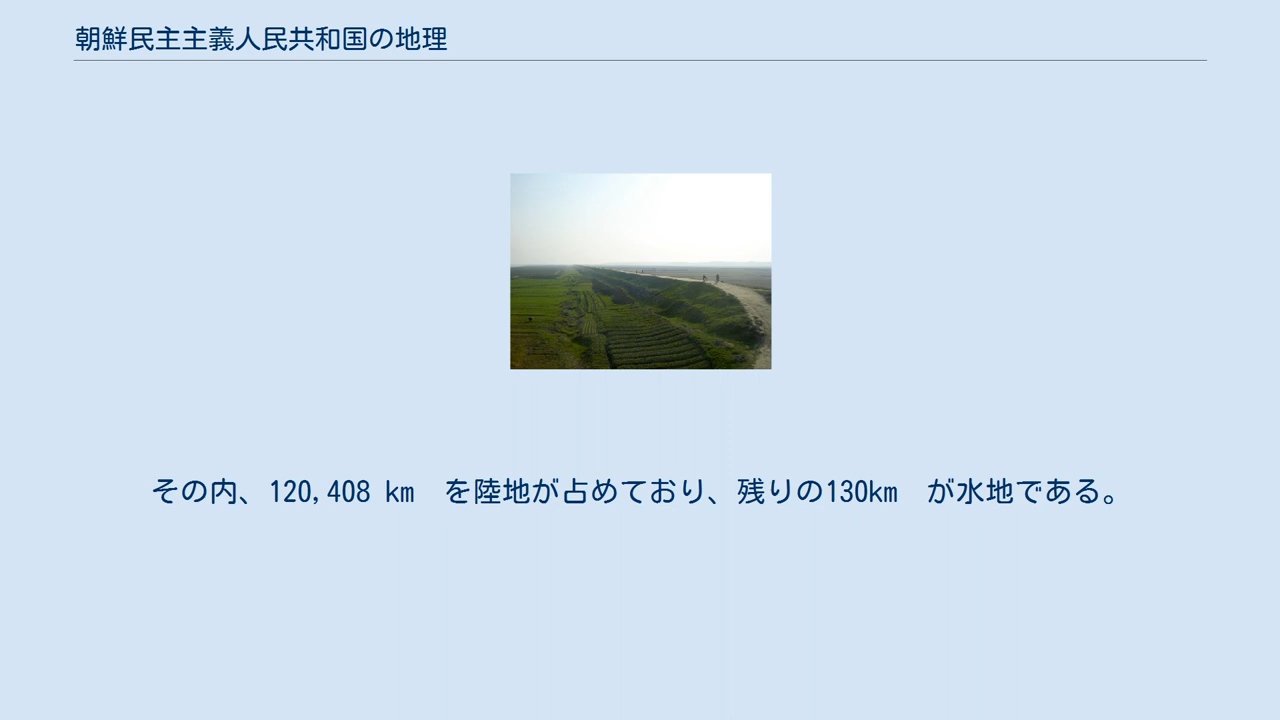 朝鮮民主主義人民共和国の地理
その内、120,408 km　を陸地が占めており、残りの130km　が水地である。